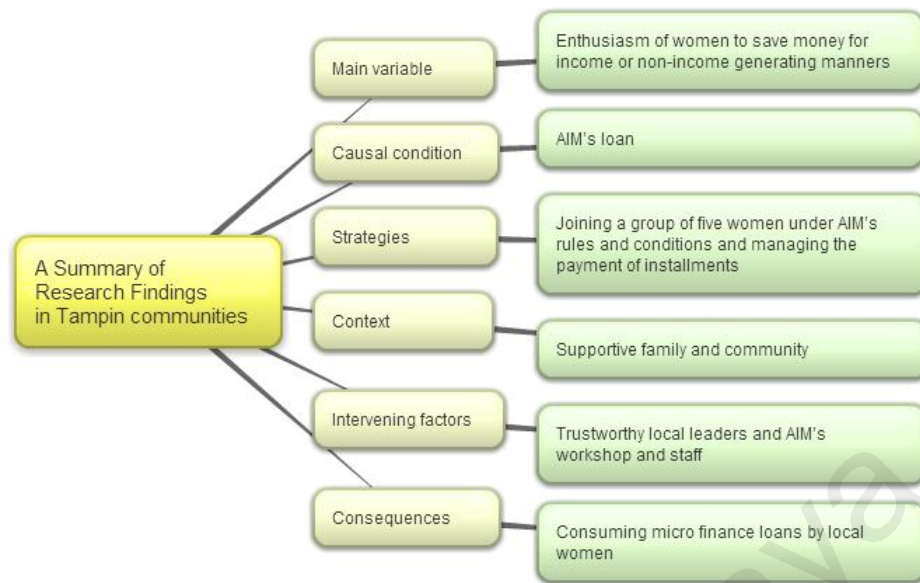 A Summary of
Research Findings
in Tampin communities
Main variable
Enthusiasm of women to save money for
income or non-income generating manners
Causal condition
AIM's loan
Strategies
Joining a group of five women under AIM's
rules and conditions and managing the
payment of installments
Context
Supportive family and community
Intervening factors
Trustworthy local leaders and AIM's
workshop and staff
Consequences
Consuming micro finance loans by local
women